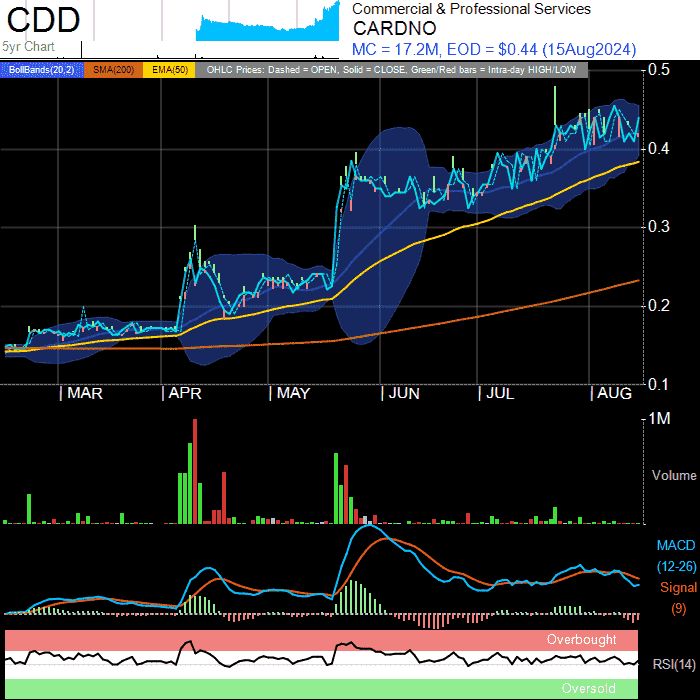 CDD
5yr Chart
Commercial & Professional Services
CARDNO
MC = 17.2M, EOD = $0.44 (15Aug2024)
BollBands(20,2) SMA(200) EMA(50) OHLC Prices: Dashed = OPEN, Solid = CLOSE, Green/Red bars = Intra-day HIGH/LOW
0.5
0.4
0.3
0.2
0.1
MAR APR MAY JUN JUL AUG
1M
Volume
MACD
(12-26)
Signal
(9)
Overbought
RSI(14)
Oversold